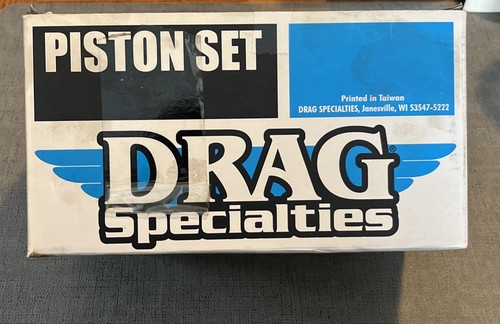 PISTON SET
Printed in Taiwan
DRAG SPECIALTIES, Janesville, WI 53547-5222
DRAG®
Specialties